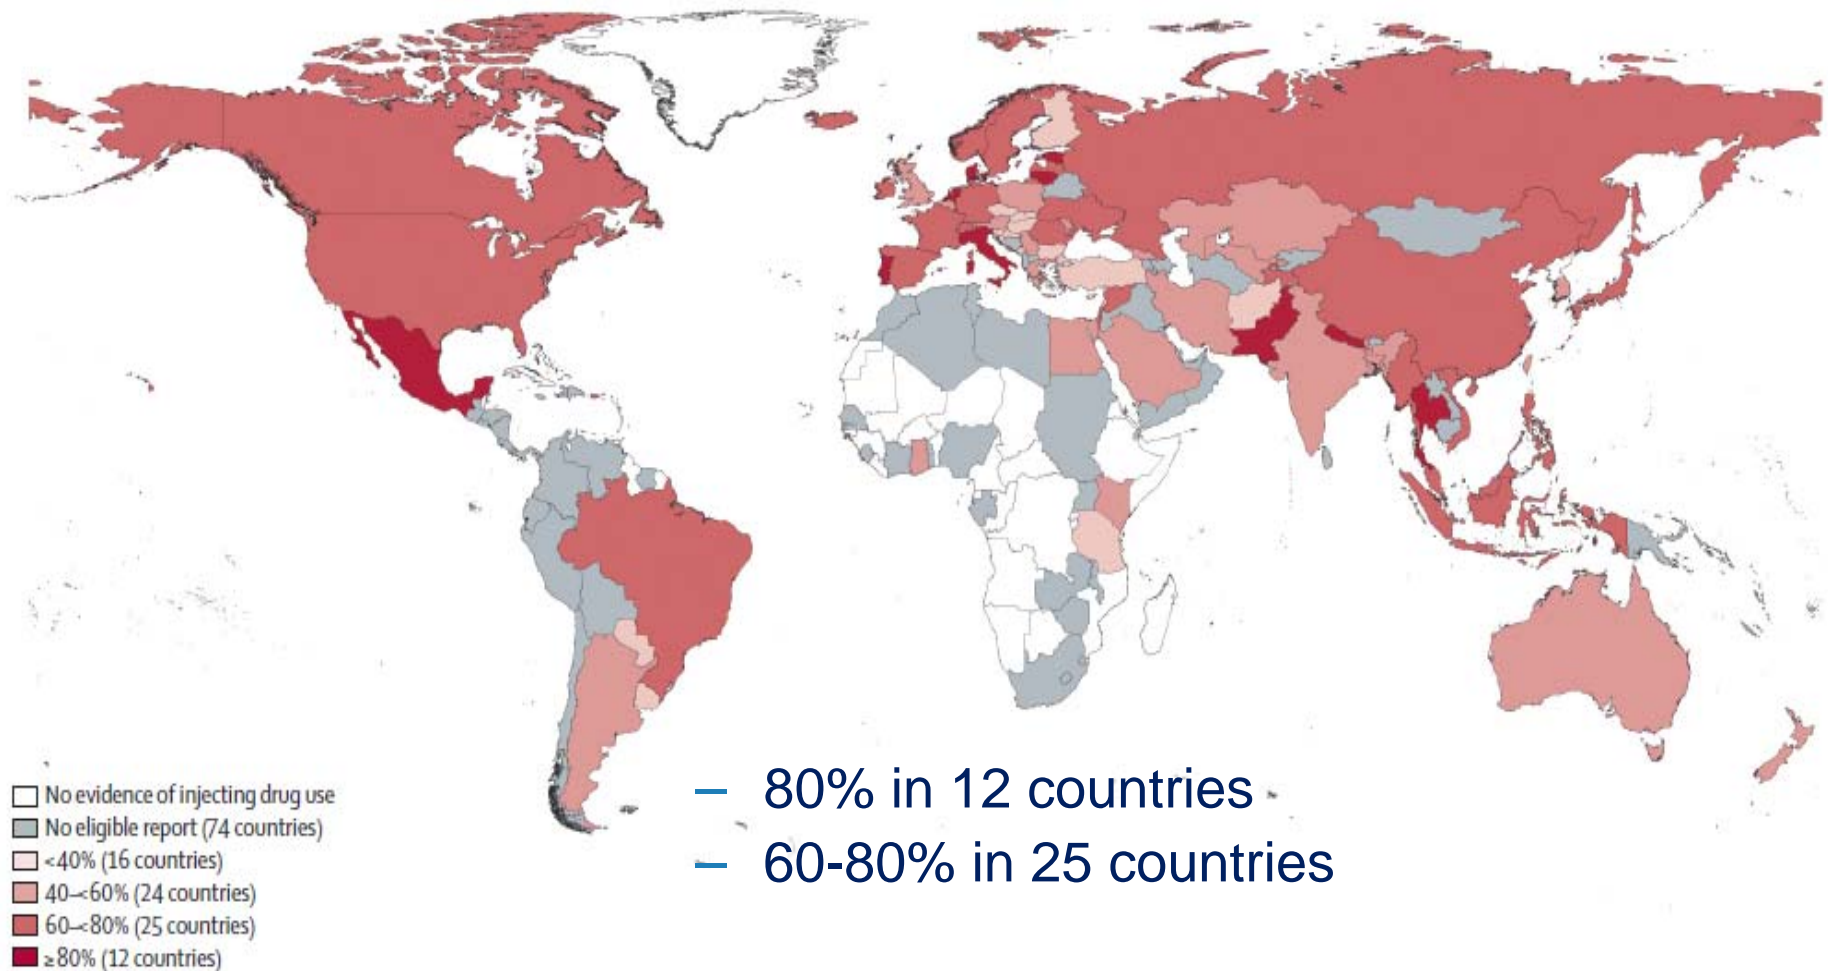 No evidence of injecting drug use
No eligible report (74 countries)
<40% (16 countries)
40–<60% (24 countries)
60–<80% (25 countries)
≥80% (12 countries)
– 80% in 12 countries
– 60-80% in 25 countries